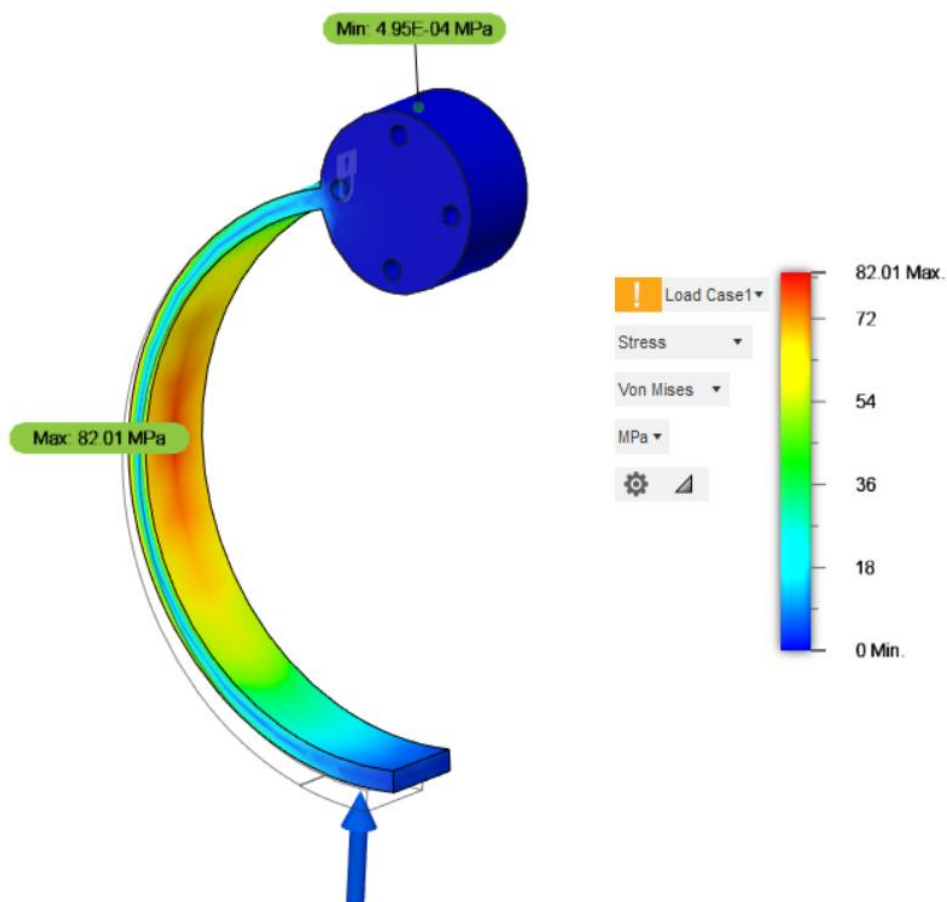 Min: 4.95E-04 MPa
Max: 82.01 MPa
Load Case1
Stress
Von Mises
MPa
82.01 Max.
72
54
36
18
0 Min.